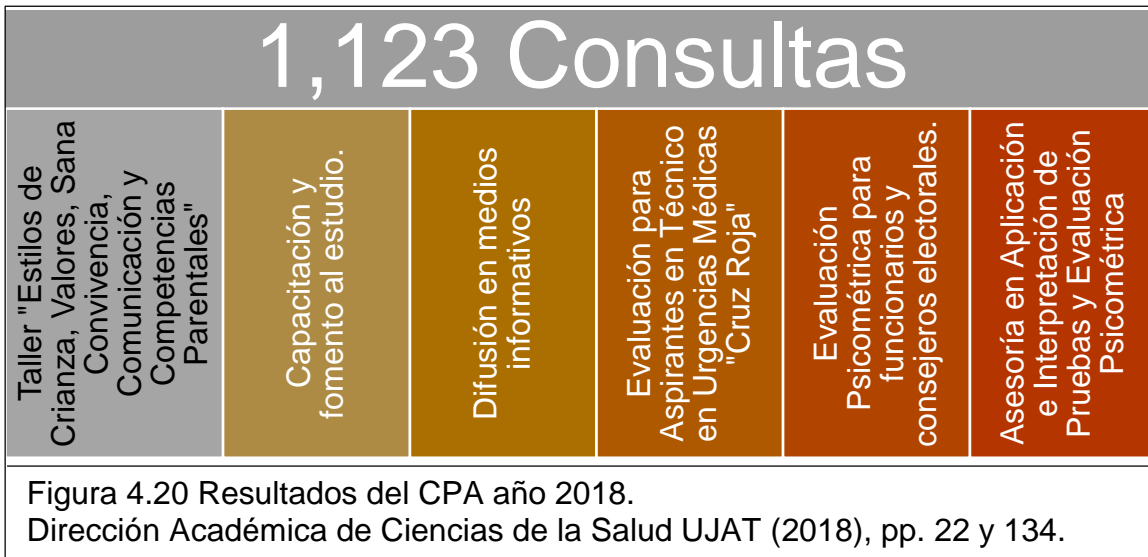 1,123 Consultas
Taller "Estilos de
Crianza, Valores, Sana
Convivencia,
Comunicación y
Competencias
Parentales"
Capacitación y
fomento al estudio.
Difusión en medios
informativos
Evaluación para
Aspirantes en Técnico
en Urgencias Médicas
"Cruz Roja"
Evaluación
Psicométrica para
funcionarios y
consejeros electorales.
Asesoría en Aplicación
e Interpretación de
Pruebas y Evaluación
Psicométrica
Figura 4.20 Resultados del CPA año 2018.
Dirección Académica de Ciencias de la Salud UJAT (2018), pp. 22 y 134.